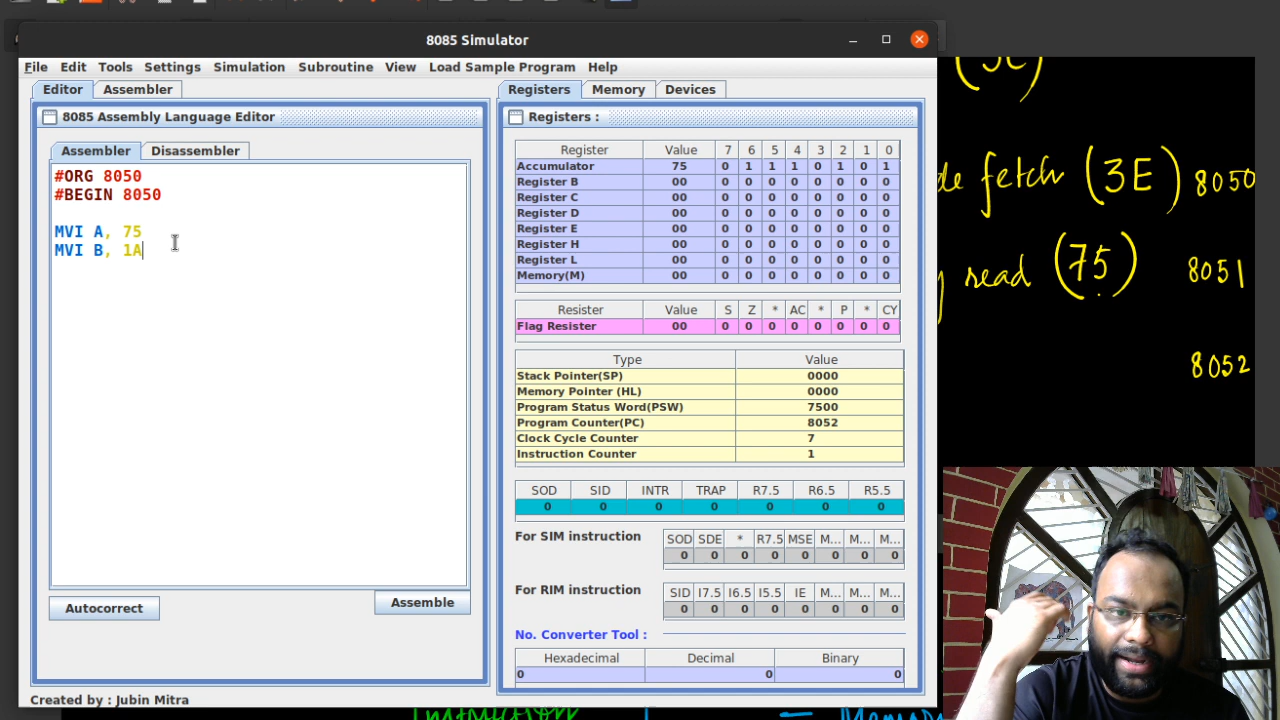 8085 Simulator
File Edit Tools Settings Simulation Subroutine View Load Sample Program Help
Editor Assembler
8085 Assembly Language Editor
Assembler Disassembler
#ORG 8050
#BEGIN 8050
MVI A, 75
MVI B, 1A
Autocorrect Assemble
Created by : Jubin Mitra
Registers Memory Devices
Registers :
Register Value 7 6 5 4 3 2 1 0
Accumulator 75 0 1 1 1 0 1 0 1
Register B 00 0 0 0 0 0 0 0 0
Register C 00 0 0 0 0 0 0 0 0
Register D 00 0 0 0 0 0 0 0 0
Register E 00 0 0 0 0 0 0 0 0
Register H 00 0 0 0 0 0 0 0 0
Register L 00 0 0 0 0 0 0 0 0
Memory(M) 00 0 0 0 0 0 0 0 0
Resister Value S Z * AC * P * CY
Flag Resister 00 0 0 0 0 0 0 0 0
Type Value
Stack Pointer(SP) 0000
Memory Pointer (HL) 0000
Program Status Word(PSW) 7500
Program Counter(PC) 8052
Clock Cycle Counter 7
Instruction Counter 1
SOD SID INTR TRAP R7.5 R6.5 R5.5
0 0 0 0 0 0 0
For SIM instruction SOD SDE * R7.5 MSE M... M... M...
0 0 0 0 0 0 0 0
For RIM instruction SID I7.5 I6.5 I5.5 IE M... M... M...
0 0 0 0 0 0 0 0
No. Converter Tool :
Hexadecimal Decimal Binary
0 0 0
de fetch (3E) 8050
y read (75) 8051
8052